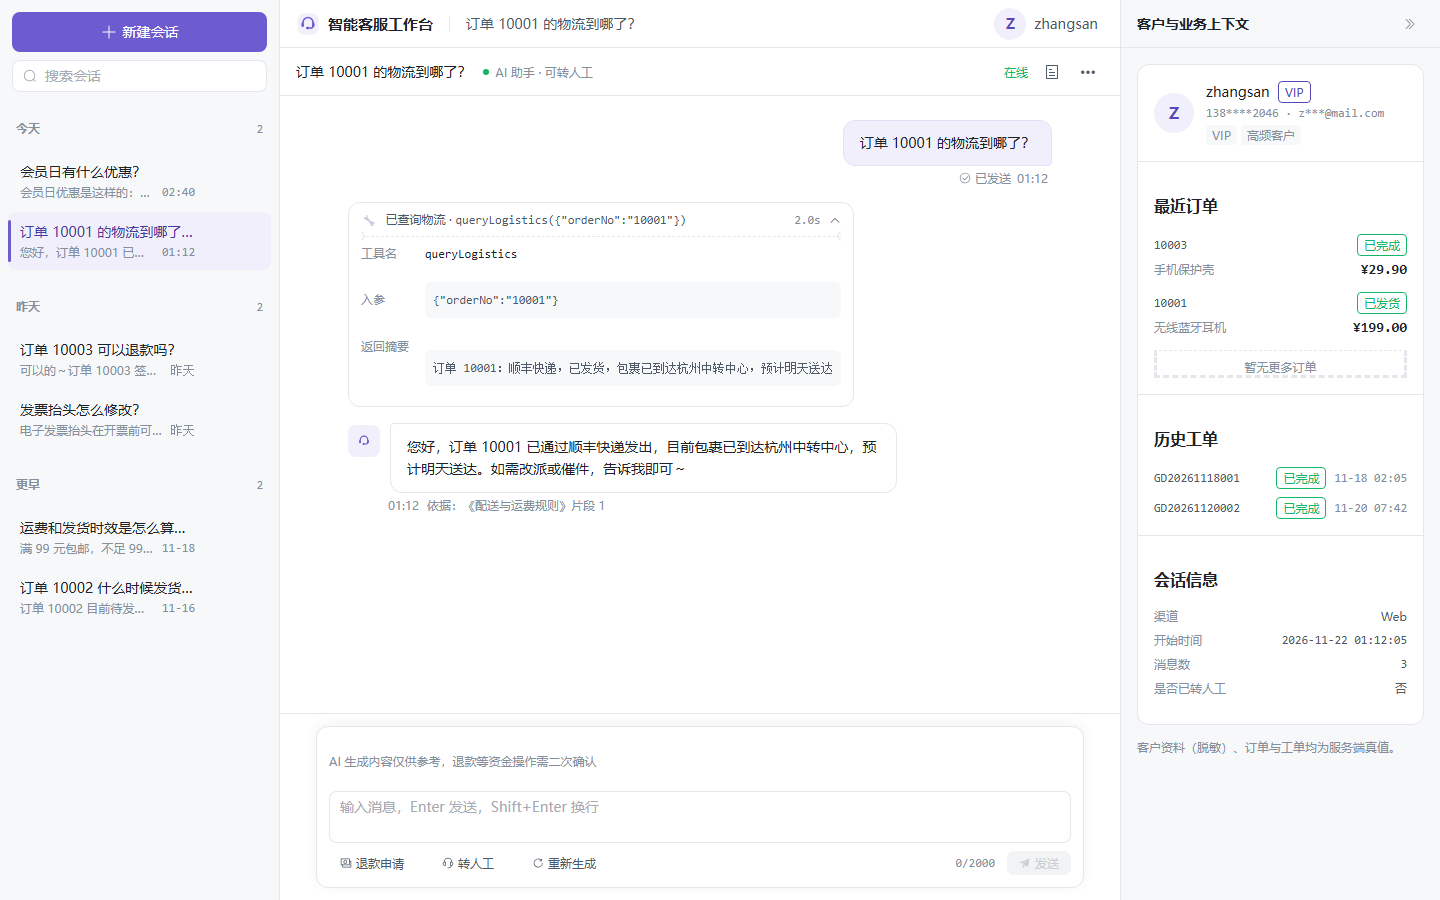 新建会话
搜索会话
今天 2
会员日有什么优惠？
会员日优惠是这样的：... 02:40
订单 10001 的物流到哪了...
您好，订单 10001 已... 01:12
昨天 2
订单 10003 可以退款吗？
可以的～订单 10003 签... 昨天
发票抬头怎么修改？
电子发票抬头在开票前可... 昨天
更早 2
运费和发货时效是怎么算...
满 99 元包邮，不足 99... 11-18
订单 10002 什么时候发货...
订单 10002 目前待发... 11-16
智能客服工作台 订单 10001 的物流到哪了？
Z zhangsan
订单 10001 的物流到哪了？ AI 助手 · 可转人工
在线
订单 10001 的物流到哪了？
已发送 01:12
已查询物流 · queryLogistics({"orderNo":"10001"}) 2.0s
工具名 queryLogistics
入参 {"orderNo":"10001"}
返回摘要
订单 10001：顺丰快递，已发货，包裹已到达杭州中转中心，预计明天送达
您好，订单 10001 已通过顺丰快递发出，目前包裹已到达杭州中转中心，预
计明天送达。如需改派或催件，告诉我即可～
01:12 依据：《配送与运费规则》片段 1
AI 生成内容仅供参考，退款等资金操作需二次确认
输入消息，Enter 发送，Shift+Enter 换行
退款申请 转人工 重新生成 0/2000 发送
客户与业务上下文
Z
zhangsan VIP
138****2046 · z***@mail.com
VIP 高频客户
最近订单
10003 已完成
手机保护壳 ¥29.90
10001 已发货
无线蓝牙耳机 ¥199.00
暂无更多订单
历史工单
GD20261118001 已完成 11-18 02:05
GD20261120002 已完成 11-20 07:42
会话信息
渠道 Web
开始时间 2026-11-22 01:12:05
消息数 3
是否已转人工 否
客户资料（脱敏）、订单与工单均为服务端真值。